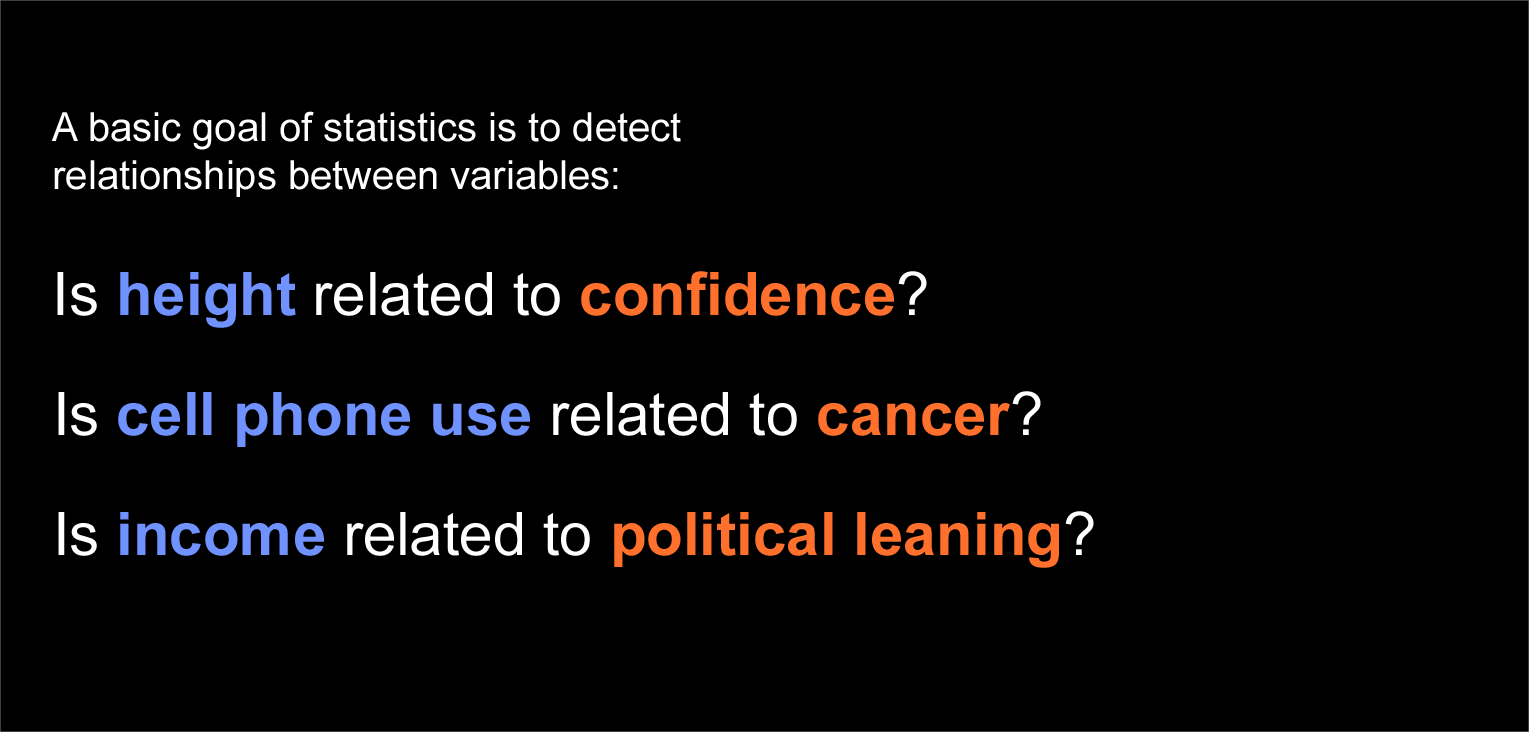 A basic goal of statistics is to detect
relationships between variables:
Is height related to confidence?
Is cell phone use related to cancer?
Is income related to political leaning?